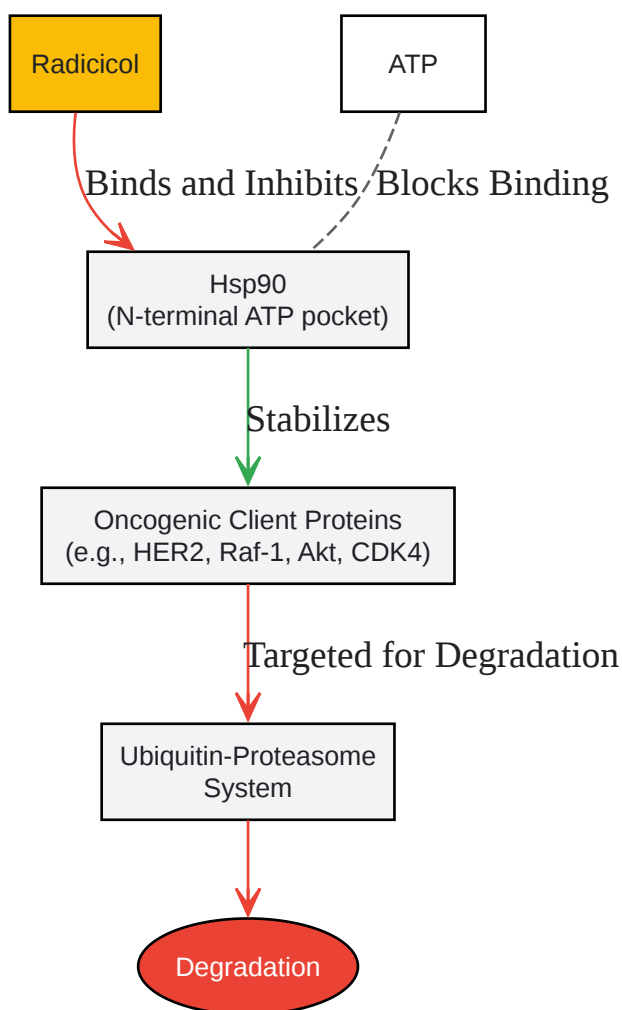 Radicicol
ATP
Binds and Inhibits
Blocks Binding
Hsp90
(N-terminal ATP pocket)
Stabilizes
Oncogenic Client Proteins
(e.g., HER2, Raf-1, Akt, CDK4)
Targeted for Degradation
Ubiquitin-Proteasome
System
Degradation